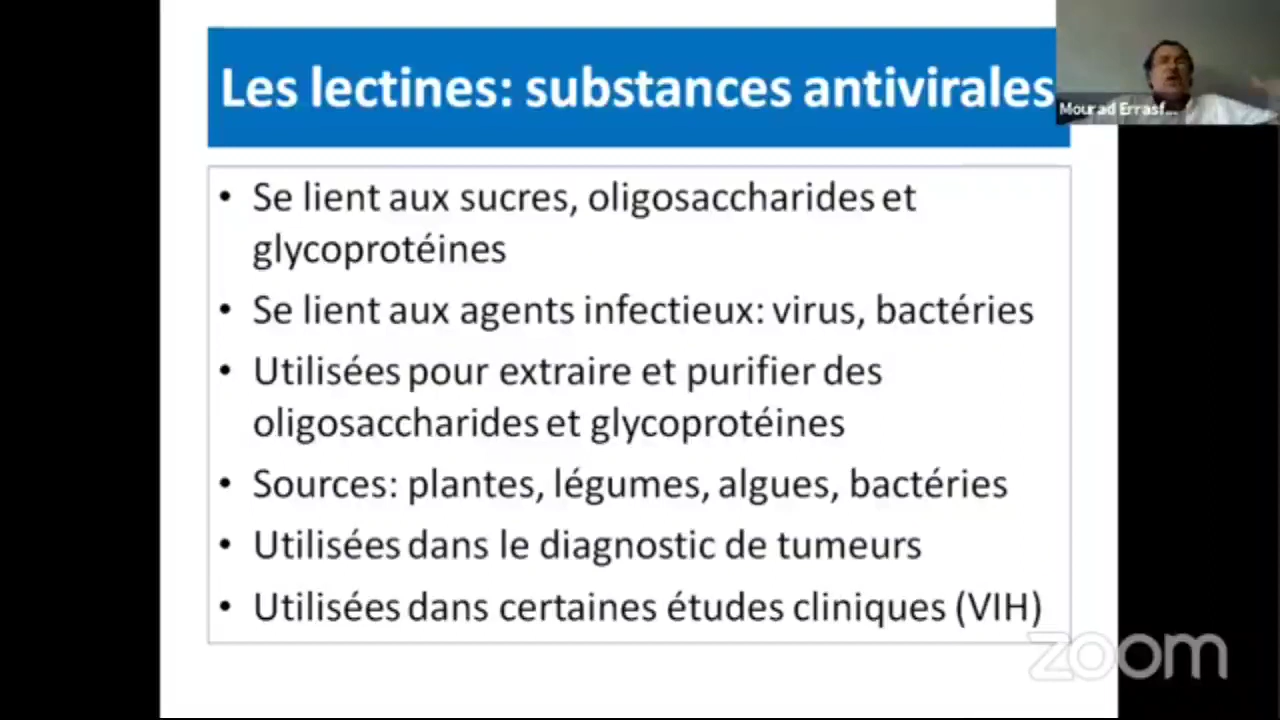 Les lectines: substances antivirales
Mourad Errasf...
• Se lient aux sucres, oligosaccharides et
glycoprotéines
• Se lient aux agents infectieux: virus, bactéries
• Utilisées pour extraire et purifier des
oligosaccharides et glycoprotéines
• Sources: plantes, légumes, algues, bactéries
• Utilisées dans le diagnostic de tumeurs
• Utilisées dans certaines études cliniques (VIH)
zoom